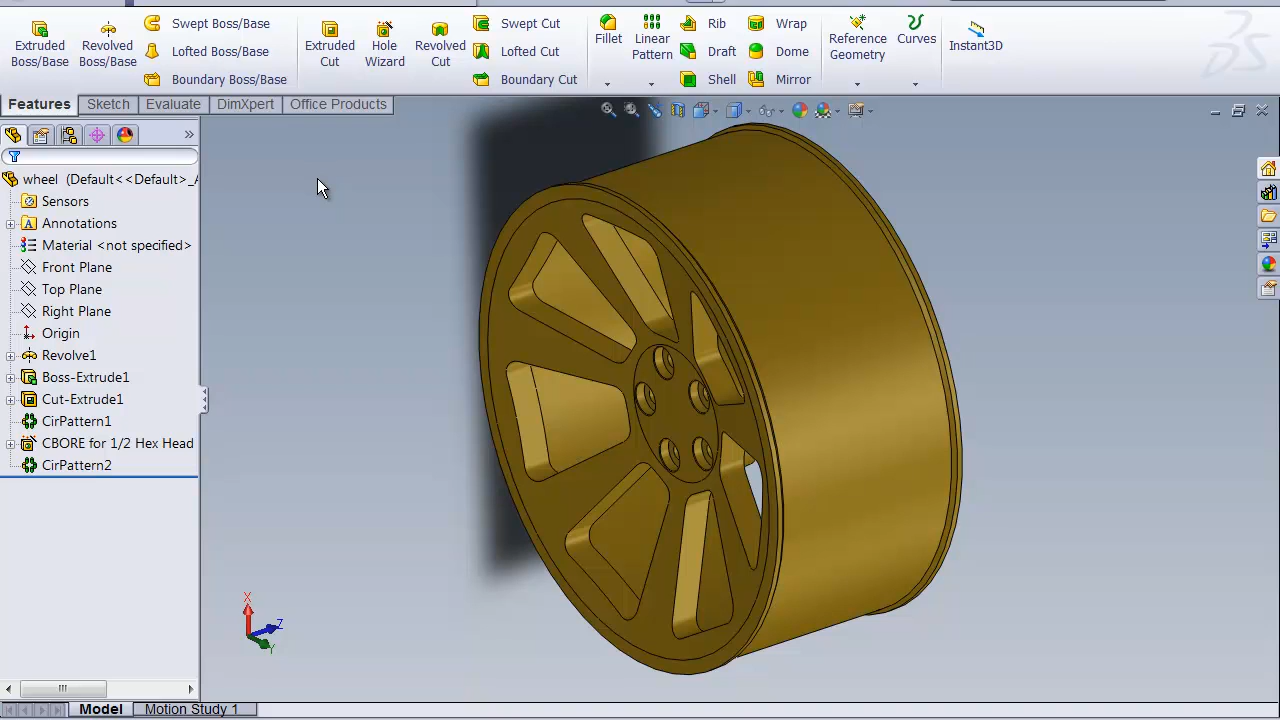 Extruded Boss/Base
Revolved Boss/Base
Swept Boss/Base
Lofted Boss/Base
Boundary Boss/Base
Extruded Cut
Hole Wizard
Revolved Cut
Swept Cut
Lofted Cut
Boundary Cut
Fillet
Linear Pattern
Rib
Draft
Shell
Wrap
Dome
Mirror
Reference Geometry
Curves
Instant3D
Features
Sketch
Evaluate
DimXpert
Office Products
wheel (Default<<Default>_
Sensors
Annotations
Material <not specified>
Front Plane
Top Plane
Right Plane
Origin
Revolve1
Boss-Extrude1
Cut-Extrude1
CirPattern1
CBORE for 1/2 Hex Head
CirPattern2
X
Z
Y
Model
Motion Study 1